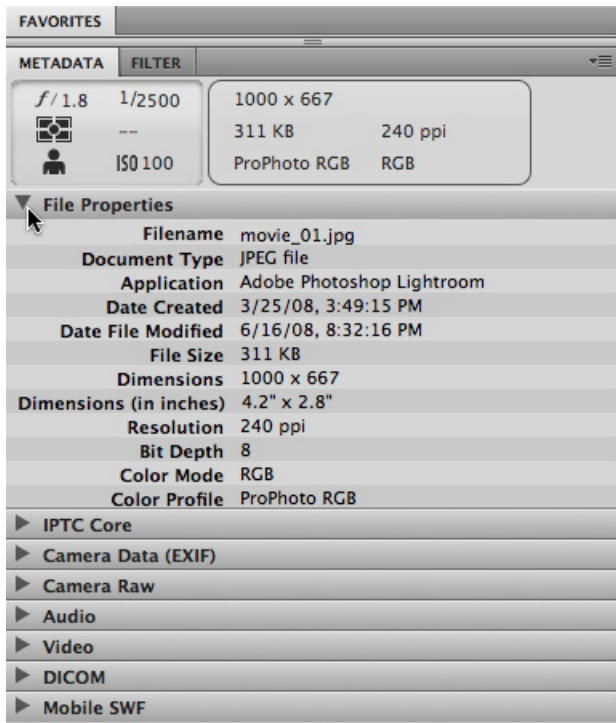 FAVORITES
METADATA FILTER
f/1.8 1/2500
--
ISO 100
1000 x 667
311 KB 240 ppi
ProPhoto RGB RGB
File Properties
Filename movie_01.jpg
Document Type JPEG file
Application Adobe Photoshop Lightroom
Date Created 3/25/08, 3:49:15 PM
Date File Modified 6/16/08, 8:32:16 PM
File Size 311 KB
Dimensions 1000 x 667
Dimensions (in inches) 4.2" x 2.8"
Resolution 240 ppi
Bit Depth 8
Color Mode RGB
Color Profile ProPhoto RGB
IPTC Core
Camera Data (EXIF)
Camera Raw
Audio
Video
DICOM
Mobile SWF